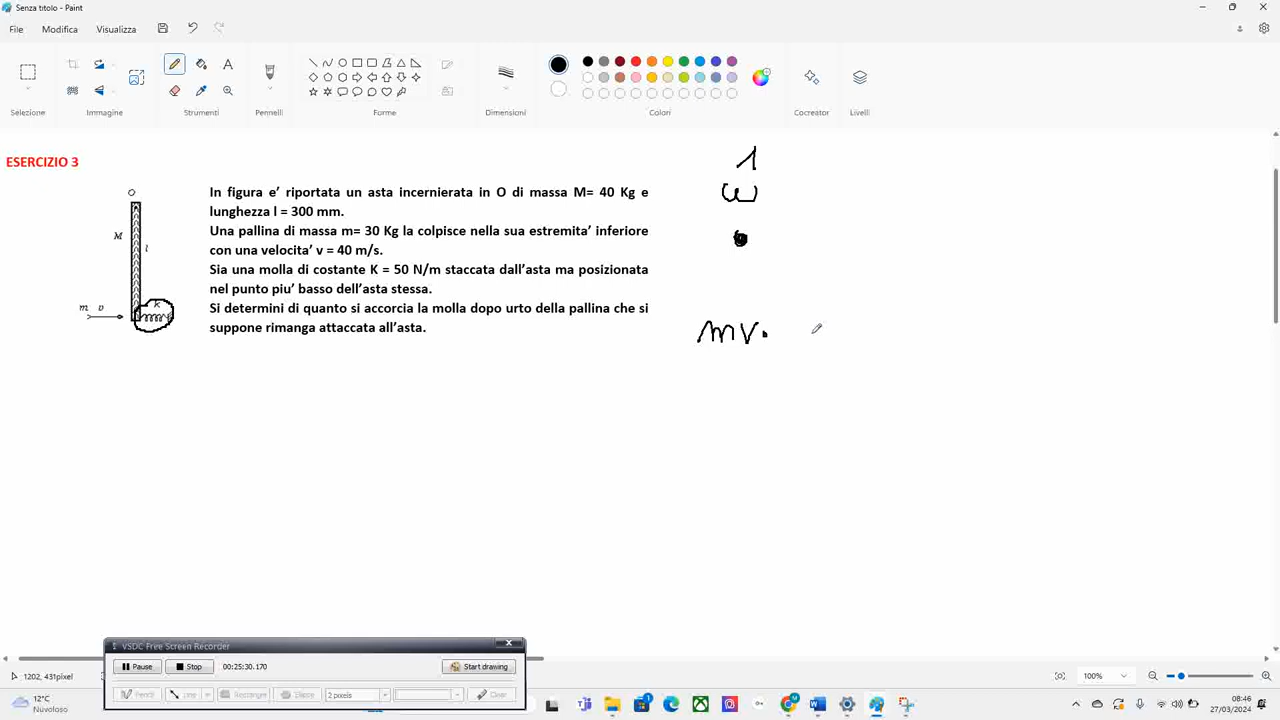 Senza titolo - Paint
File Modifica Visualizza
Selezione Immagine Strumenti Pennelli Forme Dimensioni Colori Cocreator Livelli
ESERCIZIO 3
O
M
l
K
m v
In figura e' riportata un asta incernierata in O di massa M= 40 Kg e
lunghezza l = 300 mm.
Una pallina di massa m= 30 Kg la colpisce nella sua estremita' inferiore
con una velocita' v = 40 m/s.
Sia una molla di costante K = 50 N/m staccata dall'asta ma posizionata
nel punto piu' basso dell'asta stessa.
Si determini di quanto si accorcia la molla dopo urto della pallina che si
suppone rimanga attaccata all'asta.
1
ω
mv.
VSDC Free Screen Recorder
Pause Stop 00:25:30.170 Start drawing
Pencil Line Rectangle Ellipse 2 pixels Clear
1202, 431pixel
100%
12°C
Nuvoloso
08:46
27/03/2024